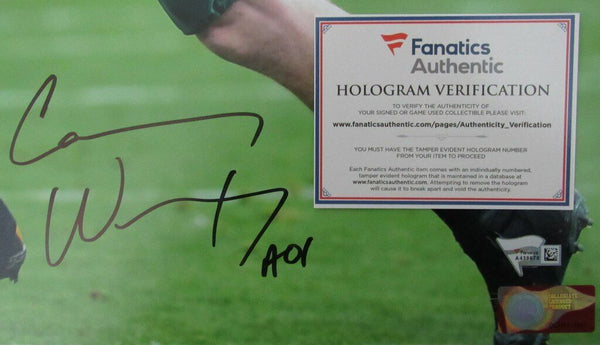 Fanatics
Authentic
HOLOGRAM VERIFICATION
TO VERIFY THE AUTHENTICITY OF
YOUR SIGNED OR GAME USED COLLECTIBLE PLEASE VISIT:
www.fanaticsauthentic.com/pages/Authenticity_Verification
YOU MUST HAVE THE TAMPER EVIDENT HOLOGRAM NUMBER
FROM YOUR ITEM TO PROCEED
Each Fanatics Authentic item comes with an individually numbered,
tamper evident hologram that is maintained in a database at
www.fanaticsauthentic.com. Attempting to remove the hologram
will cause it to break apart and void the authenticity.
COLLEGIATE
LICENSED
PRODUCT